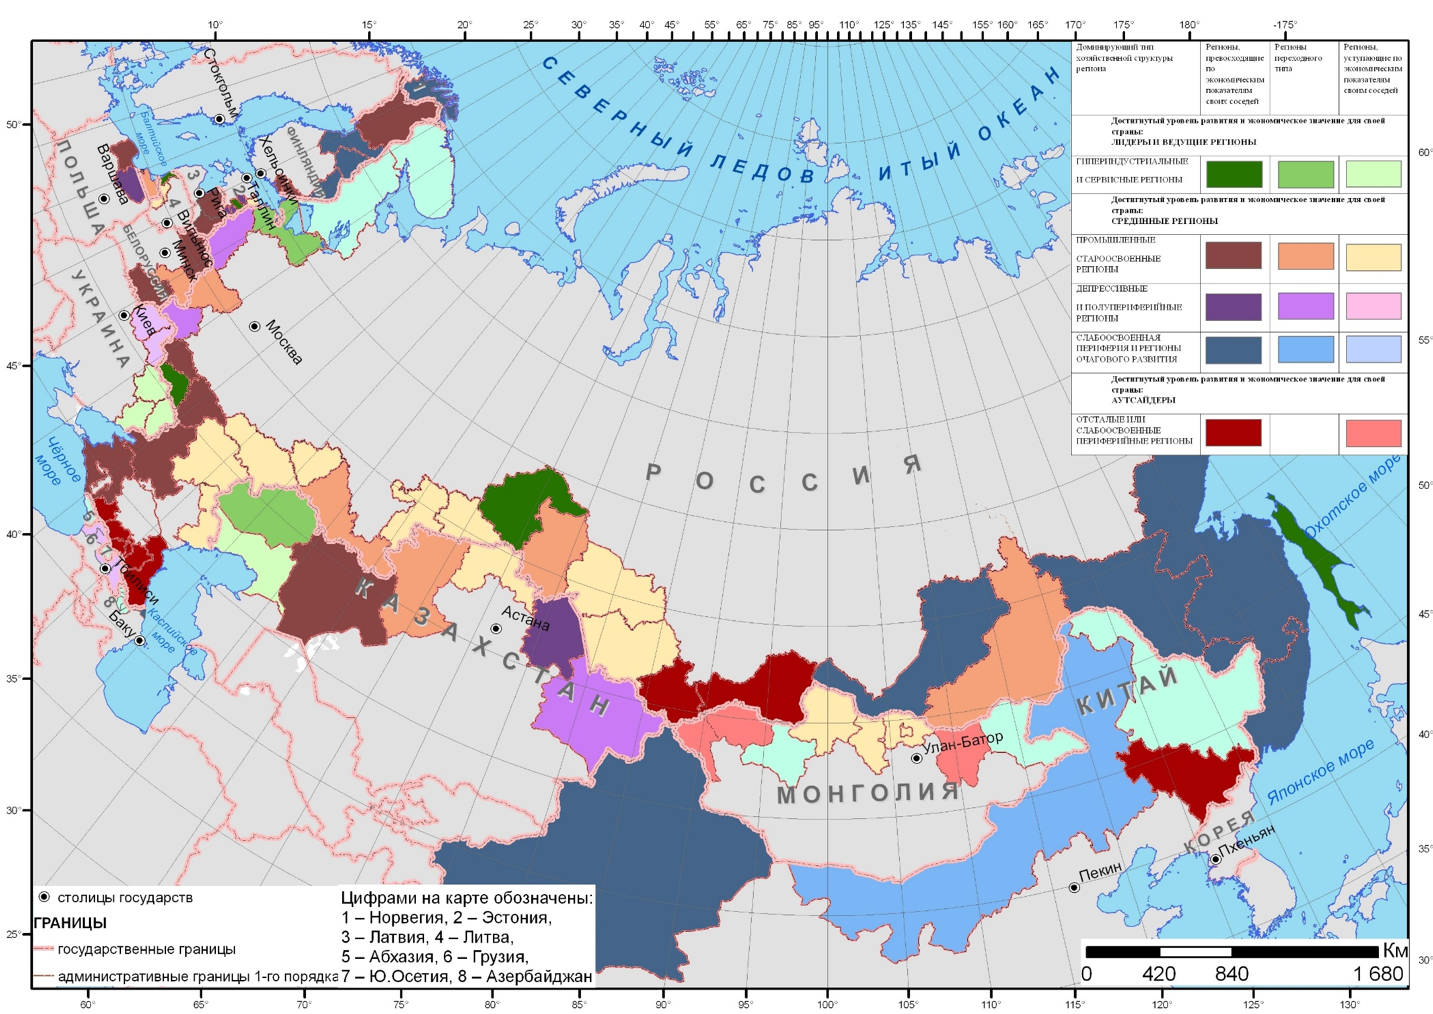 10° 15° 20° 25° 30° 35° 40° 45° 55° 65° 75° 85° 95° 110° 125° 135° 145° 155° 160° 165° 170° 175° 180° -175°
50°
45°
40°
35°
30°
25°
60°
55°
50°
45°
40°
35°
30°
60° 65° 70° 75° 80° 85° 90° 95° 100° 105° 110° 115° 120° 125° 130°
СЕВЕРНЫЙ ЛЕДОВИТЫЙ ОКЕАН
Стокгольм
Балтийское
море
ФИНЛЯНДИЯ
Хельсинки
Таллин
Рига
Вильнюс
Минск
Варшава
ПОЛЬША
БЕЛОРУССИЯ
УКРАИНА
Киев
Москва
2
3
4
Чёрное
море
5
6
7
8
Тбилиси
Баку
Каспийское
море
РОССИЯ
КАЗАХСТАН
Астана
МОНГОЛИЯ
Улан-Батор
КИТАЙ
Пекин
КОРЕЯ
Пхеньян
Охотское море
Японское море
Доминирующий тип
хозяйственной структуры
региона
Регионы,
превосходящие
по
экономическим
показателям
своих соседей
Регионы
переходного
типа
Регионы,
уступающие по
экономическим
показателям
своим соседей
Достигнутый уровень развития и экономическое значение для своей
страны:
ЛИДЕРЫ И ВЕДУЩИЕ РЕГИОНЫ
ГИПЕРИНДУСТРИАЛЬНЫЕ
И СЕРВИСНЫЕ РЕГИОНЫ
Достигнутый уровень развития и экономическое значение для своей
страны:
СРЕДИННЫЕ РЕГИОНЫ
ПРОМЫШЛЕННЫЕ
СТАРООСВОЕННЫЕ
РЕГИОНЫ
ДЕПРЕССИВНЫЕ
И ПОЛУПЕРИФЕРИЙНЫЕ
РЕГИОНЫ
СЛАБООСВОЕННАЯ
ПЕРИФЕРИЯ И РЕГИОНЫ
ОЧАГОВОГО РАЗВИТИЯ
Достигнутый уровень развития и экономическое значение для своей
страны:
АУТСАЙДЕРЫ
ОТСТАЛЫЕ ИЛИ
СЛАБООСВОЕННЫЕ
ПЕРИФЕРИЙНЫЕ РЕГИОНЫ
столицы государств
ГРАНИЦЫ
государственные границы
административные границы 1-го порядка
Цифрами на карте обозначены:
1 – Норвегия, 2 – Эстония,
3 – Латвия, 4 – Литва,
5 – Абхазия, 6 – Грузия,
7 – Ю.Осетия, 8 – Азербайджан
Км
0 420 840 1 680